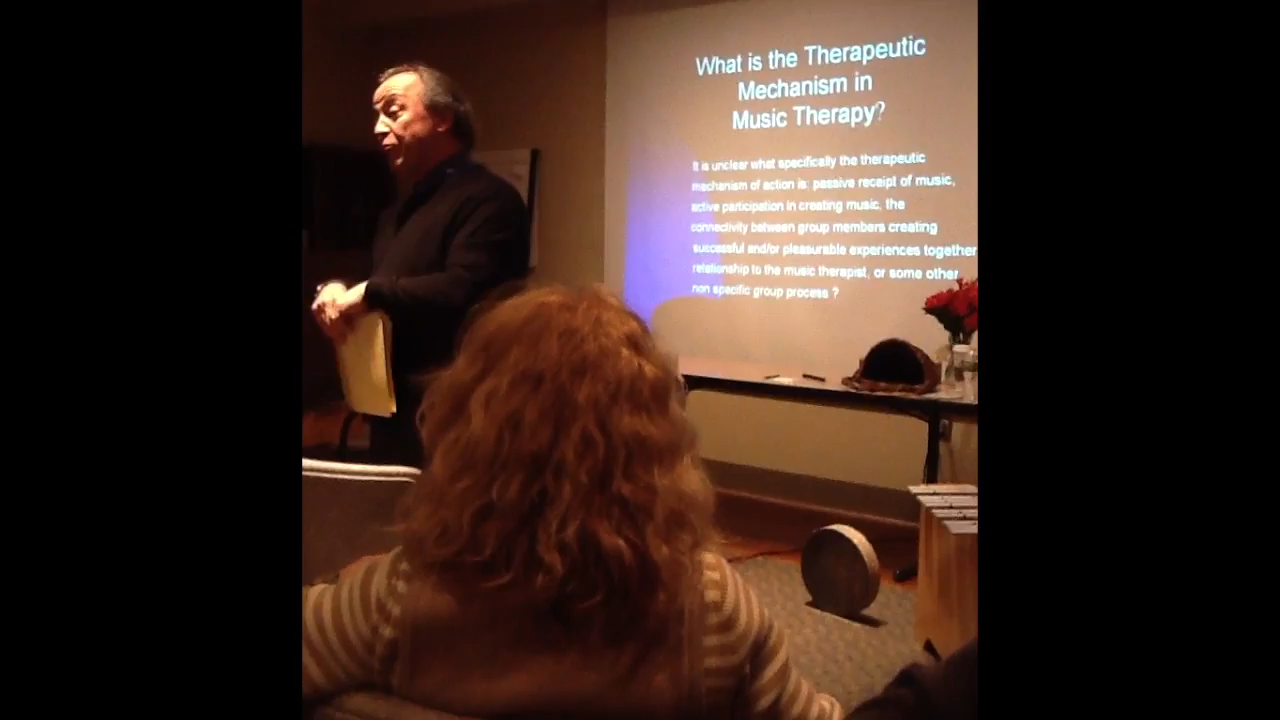 What is the Therapeutic
Mechanism in
Music Therapy?
It is unclear what specifically the therapeutic
mechanism of action is: passive receipt of music,
active participation in creating music, the
connectivity between group members creating
successful and/or pleasurable experiences together
relationship to the music therapist, or some other
non specific group process ?